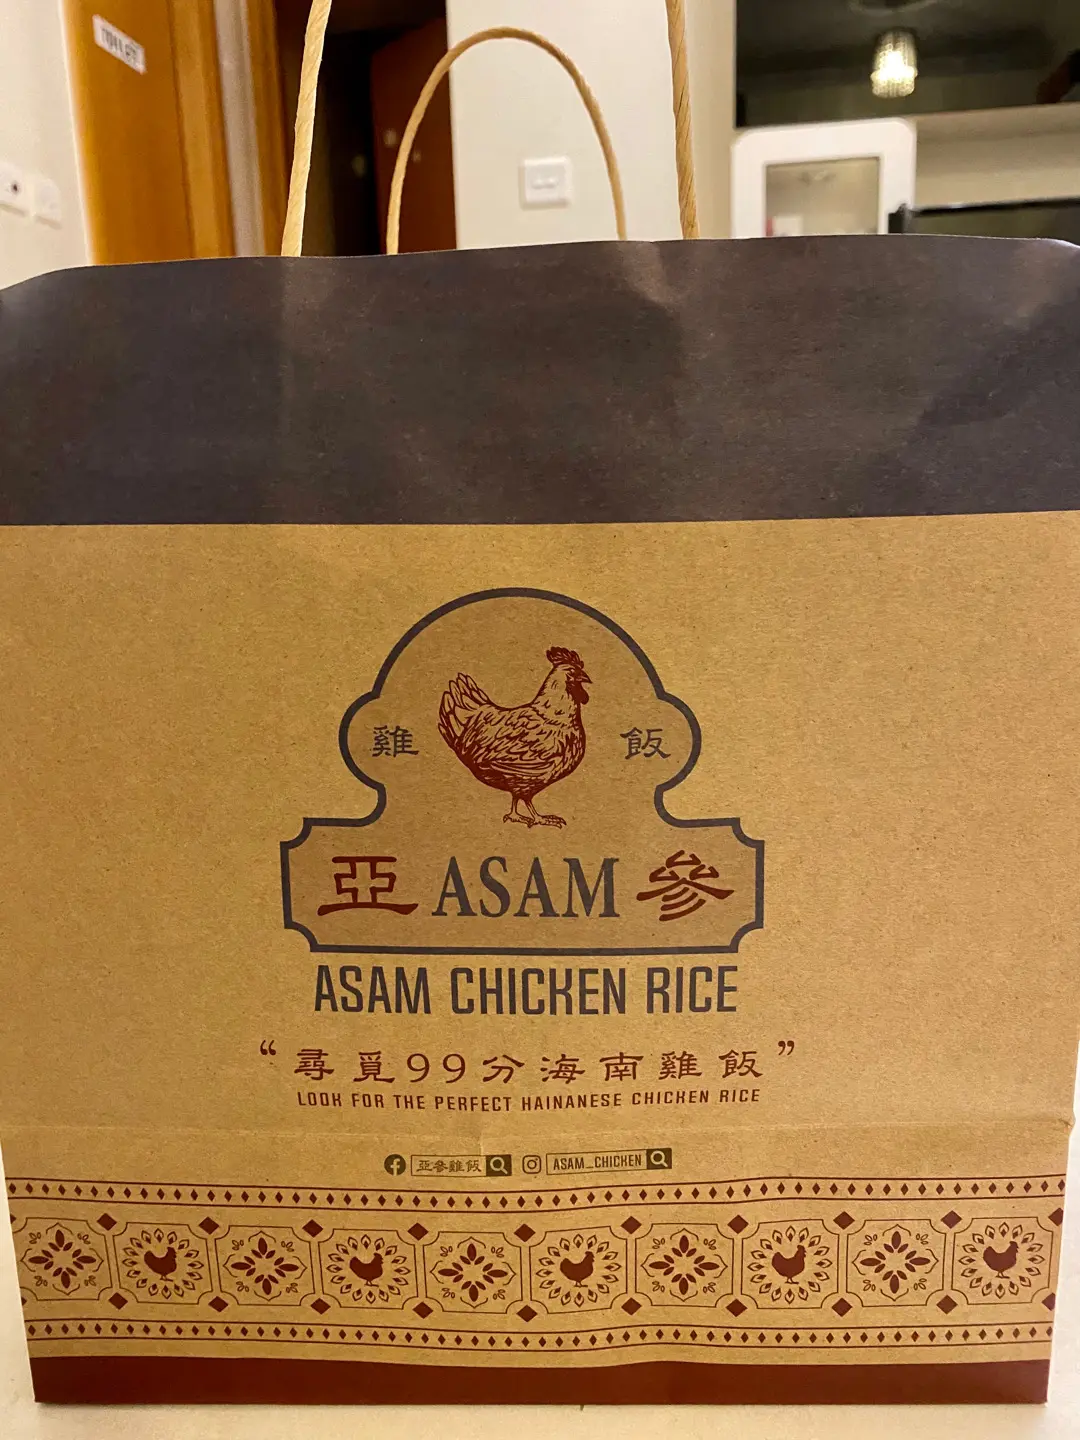 TOILET
雞 飯
亞 ASAM 參
ASAM CHICKEN RICE
“尋覓99分海南雞飯”
LOOK FOR THE PERFECT HAINANESE CHICKEN RICE
亞參雞飯 ASAM_CHICKEN